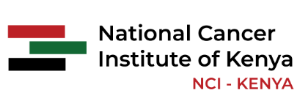 National Cancer
Institute of Kenya
NCI - KENYA